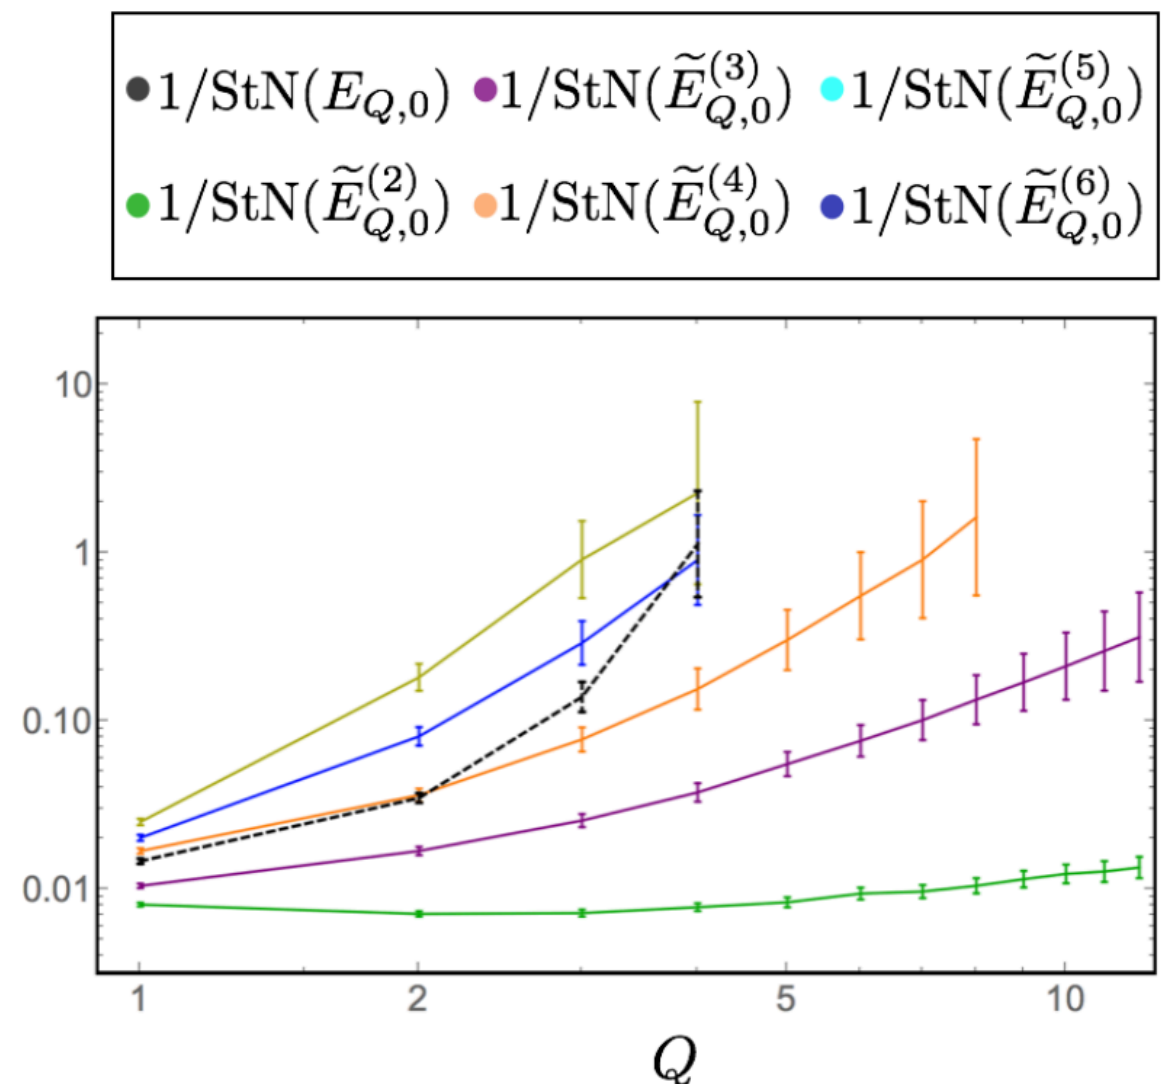 1/StN(E_{Q,0}) 1/StN(Ẽ^{(3)}_{Q,0}) 1/StN(Ẽ^{(5)}_{Q,0})
1/StN(Ẽ^{(2)}_{Q,0}) 1/StN(Ẽ^{(4)}_{Q,0}) 1/StN(Ẽ^{(6)}_{Q,0})
10
1
0.10
0.01
1 2 5 10
Q